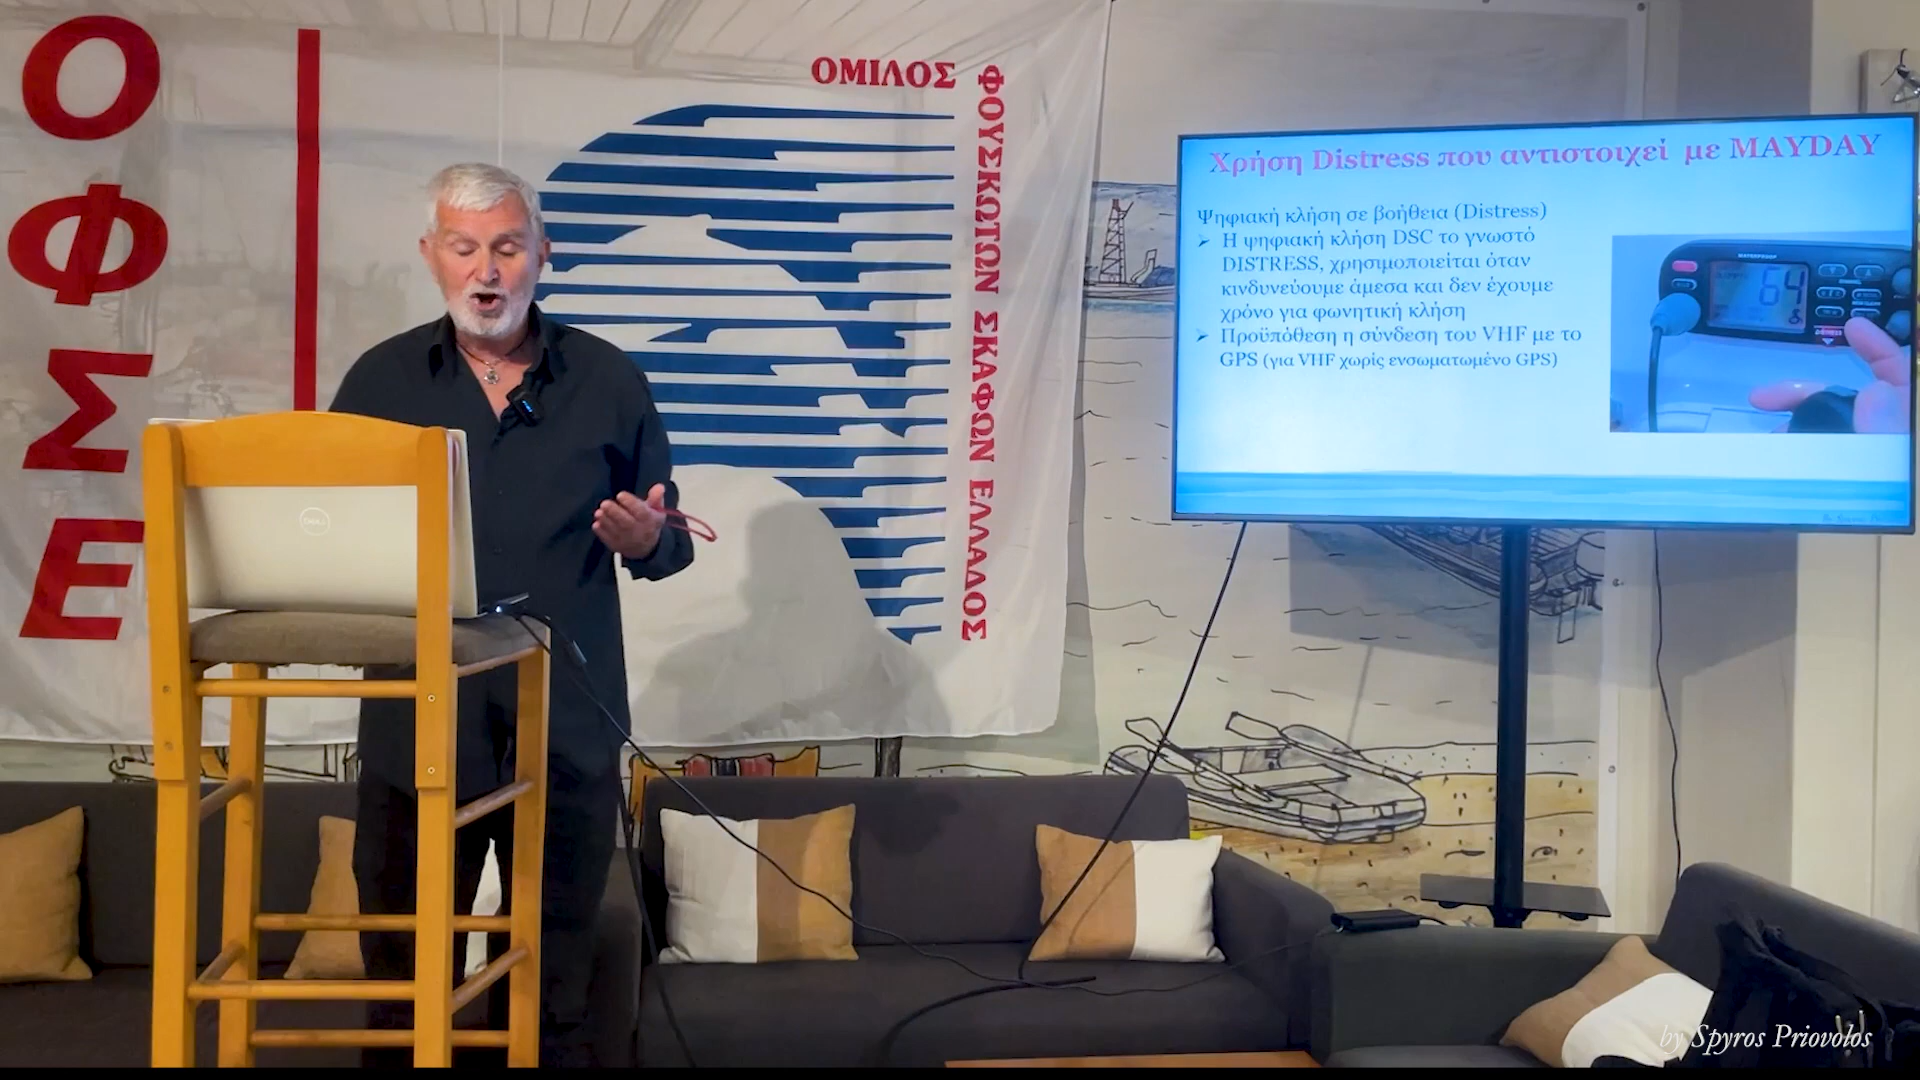 ΟΦΣΕ
ΟΜΙΛΟΣ
ΦΟΥΣΚΩΤΩΝ ΣΚΑΦΩΝ ΕΛΛΑΔΟΣ
Χρήση Distress που αντιστοιχεί με MAYDAY
Ψηφιακή κλήση σε βοήθεια (Distress)
➢ Η ψηφιακή κλήση DSC το γνωστό
DISTRESS, χρησιμοποιείται όταν
κινδυνεύουμε άμεσα και δεν έχουμε
χρόνο για φωνητική κλήση
➢ Προϋπόθεση η σύνδεση του VHF με το
GPS (για VHF χωρίς ενσωματωμένο GPS)
WATERPROOF
64
DISTRESS
DELL
by Spyros Priovolos